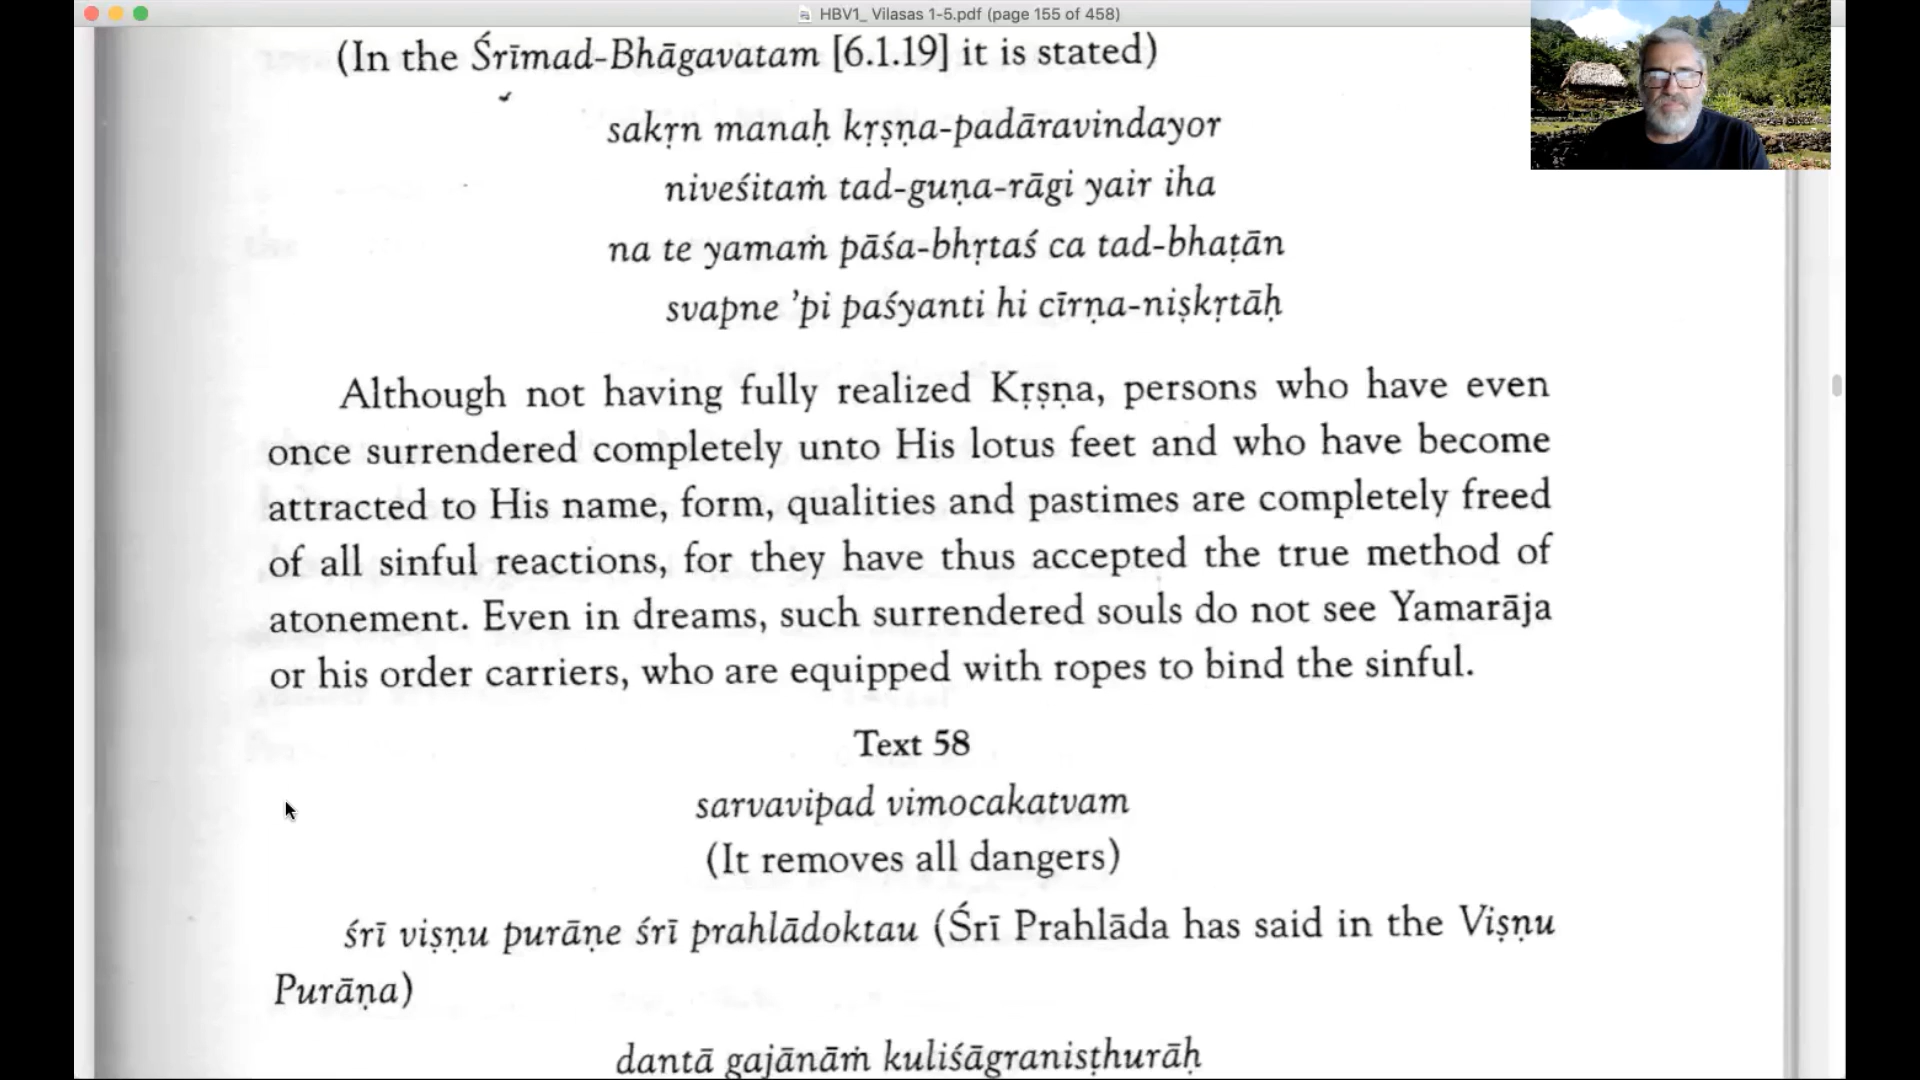 HBV1_ Vilasas 1-5.pdf (page 155 of 458)
(In the Śrīmad-Bhāgavatam [6.1.19] it is stated)
sakṛn manaḥ kṛṣṇa-padāravindayor
niveśitaṁ tad-guṇa-rāgi yair iha
na te yamaṁ pāśa-bhṛtaś ca tad-bhaṭān
svapne ’pi paśyanti hi cīrṇa-niṣkṛtāḥ
Although not having fully realized Kṛṣṇa, persons who have even
once surrendered completely unto His lotus feet and who have become
attracted to His name, form, qualities and pastimes are completely freed
of all sinful reactions, for they have thus accepted the true method of
atonement. Even in dreams, such surrendered souls do not see Yamarāja
or his order carriers, who are equipped with ropes to bind the sinful.
Text 58
sarvavipad vimocakatvam
(It removes all dangers)
śrī viṣṇu purāṇe śrī prahlādoktau (Śrī Prahlāda has said in the Viṣṇu
Purāṇa)
dantā gajānāṁ kuliśāgraniṣṭhurāḥ